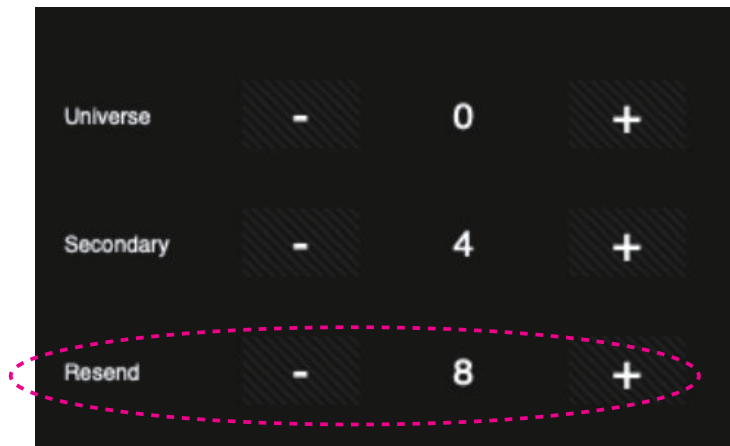 Universe - 0 +
Secondary - 4 +
Resend - 8 +